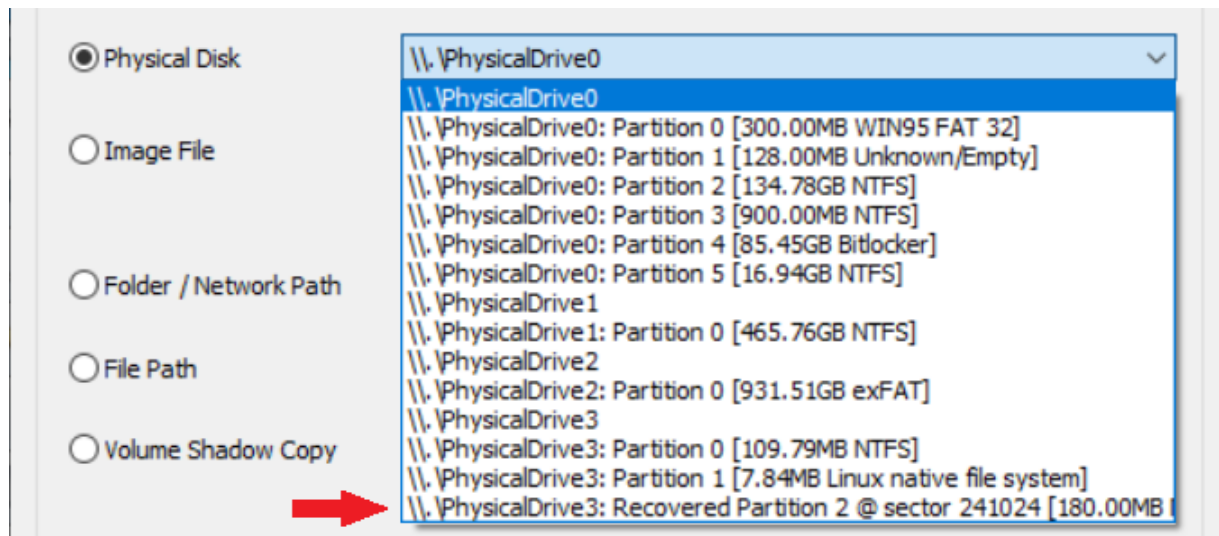 Physical Disk
\\.\PhysicalDrive0
\\.\PhysicalDrive0
\\.\PhysicalDrive0: Partition 0 [300.00MB WIN95 FAT 32]
Image File
\\.\PhysicalDrive0: Partition 1 [128.00MB Unknown/Empty]
\\.\PhysicalDrive0: Partition 2 [134.78GB NTFS]
\\.\PhysicalDrive0: Partition 3 [900.00MB NTFS]
\\.\PhysicalDrive0: Partition 4 [85.45GB Bitlocker]
Folder / Network Path
\\.\PhysicalDrive0: Partition 5 [16.94GB NTFS]
\\.\PhysicalDrive1
\\.\PhysicalDrive1: Partition 0 [465.76GB NTFS]
File Path
\\.\PhysicalDrive2
\\.\PhysicalDrive2: Partition 0 [931.51GB exFAT]
\\.\PhysicalDrive3
Volume Shadow Copy
\\.\PhysicalDrive3: Partition 0 [109.79MB NTFS]
\\.\PhysicalDrive3: Partition 1 [7.84MB Linux native file system]
\\.\PhysicalDrive3: Recovered Partition 2 @ sector 241024 [180.00MB